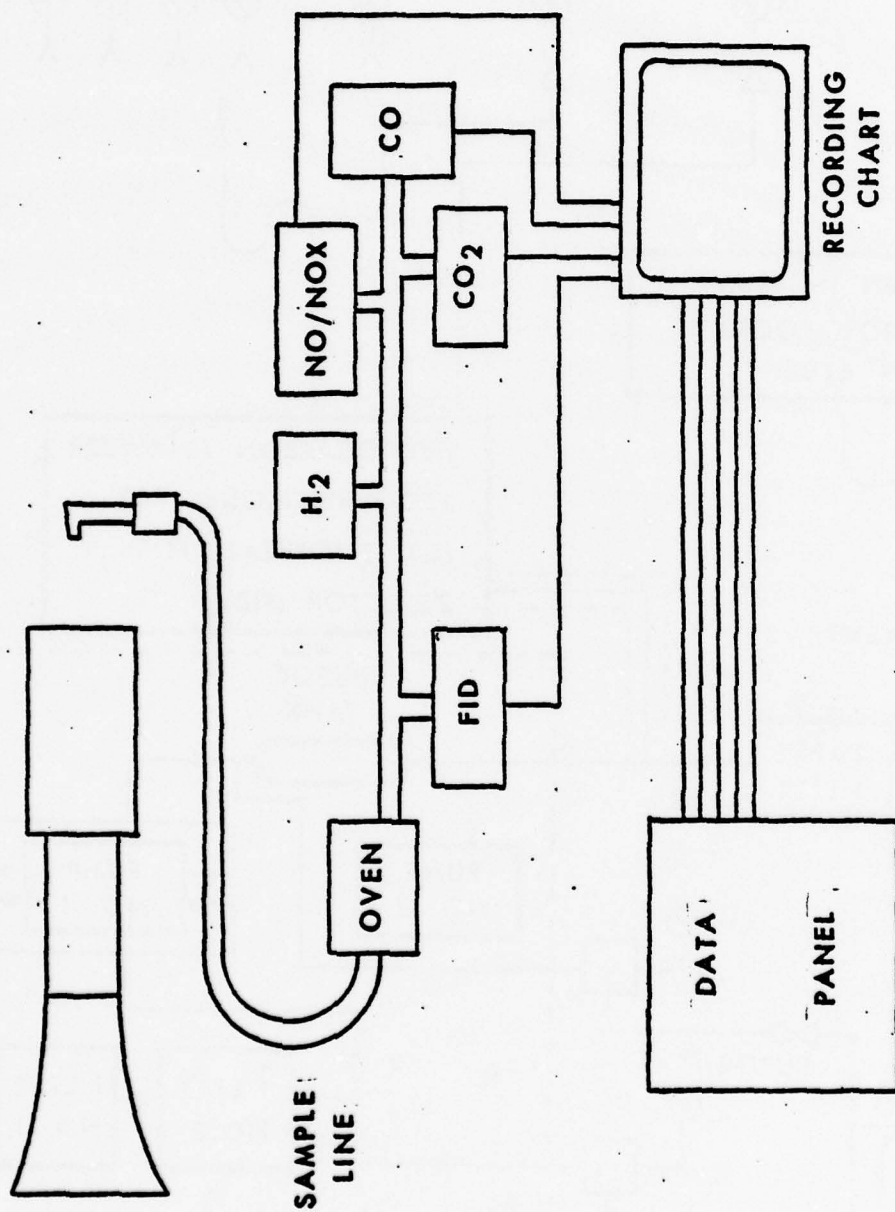 SAMPLE
LINE
OVEN
FID
H2
NO/NOX
CO2
CO
DATA
PANEL
RECORDING
CHART